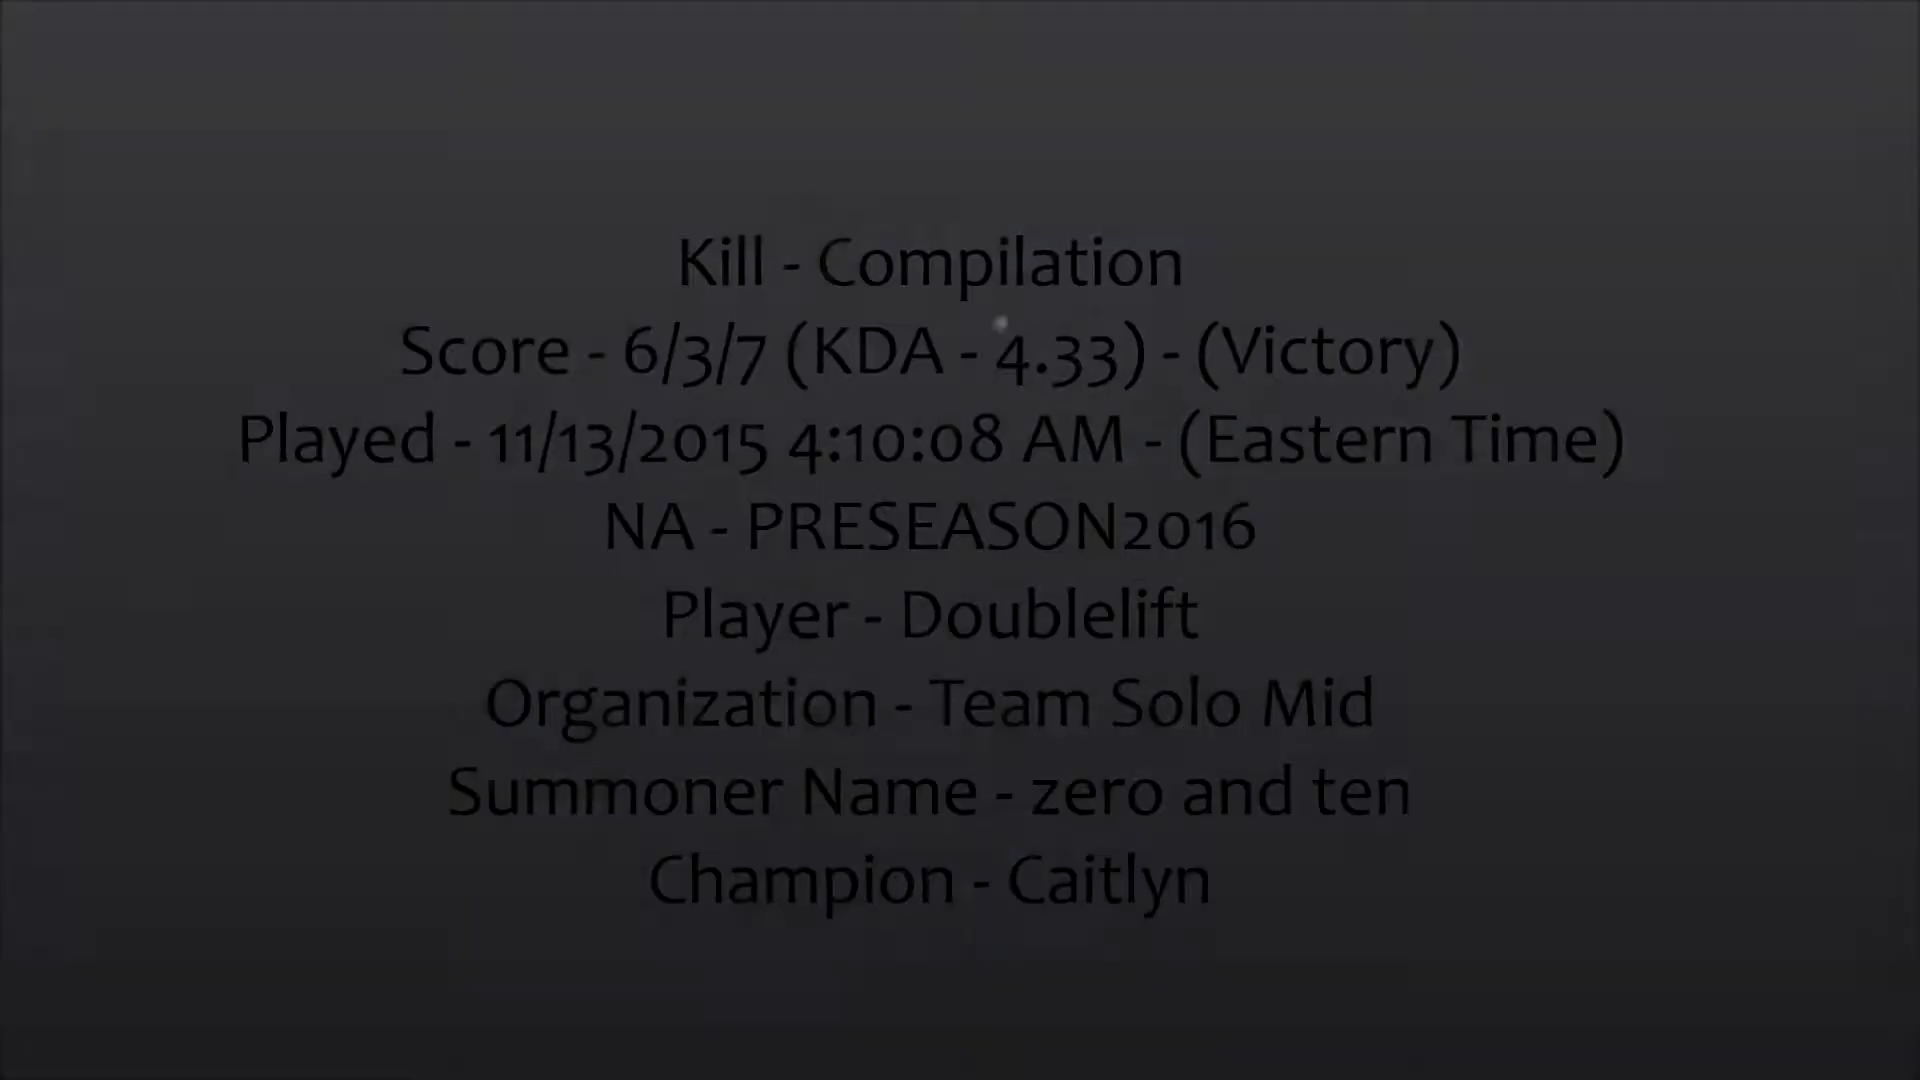 Kill - Compilation
Score - 6/3/7 (KDA - 4.33) - (Victory)
Played - 11/13/2015 4:10:08 AM - (Eastern Time)
NA - PRESEASON2016
Player - Doublelift
Organization - Team Solo Mid
Summoner Name - zero and ten
Champion - Caitlyn